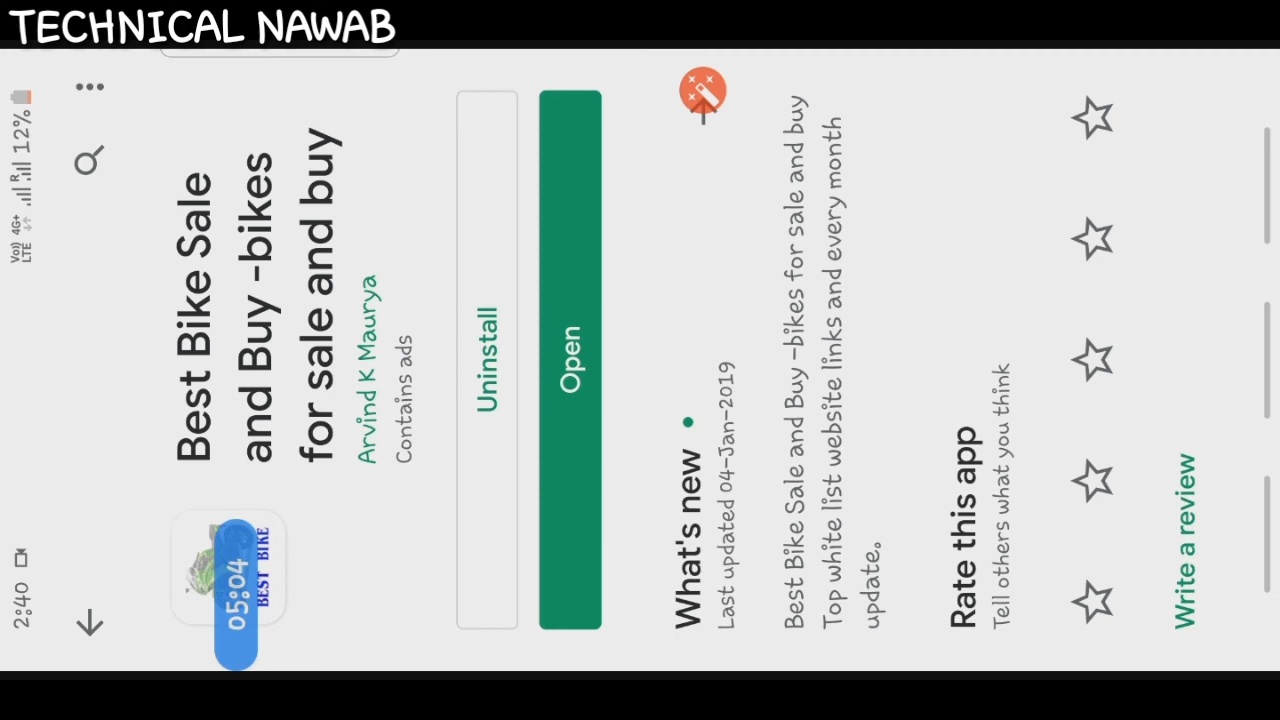 TECHNICAL NAWAB
2:40
Vo)) 4G+ R 12%
LTE
Best Bike Sale
and Buy -bikes
for sale and buy
Arvind K Maurya
Contains ads
BEST BIKE
05:04
Uninstall
Open
What's new
Last updated 04-Jan-2019
Best Bike Sale and Buy -bikes for sale and buy
Top white list website links and every month
update.
Rate this app
Tell others what you think
Write a review